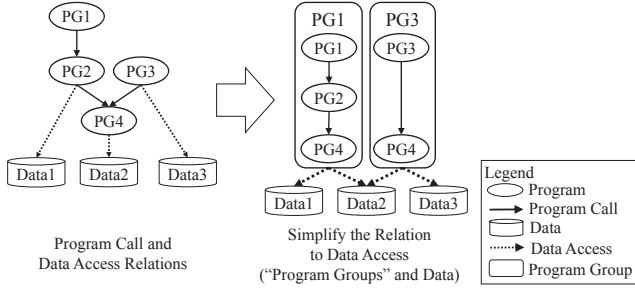 PG1
PG2
PG3
PG4
Data1
Data2
Data3
Program Call and
Data Access Relations
PG1
PG3
PG1
PG3
PG2
PG4
PG4
Data1
Data2
Data3
Simplify the Relation
to Data Access
(“Program Groups” and Data)
Legend
Program
Program Call
Data
Data Access
Program Group